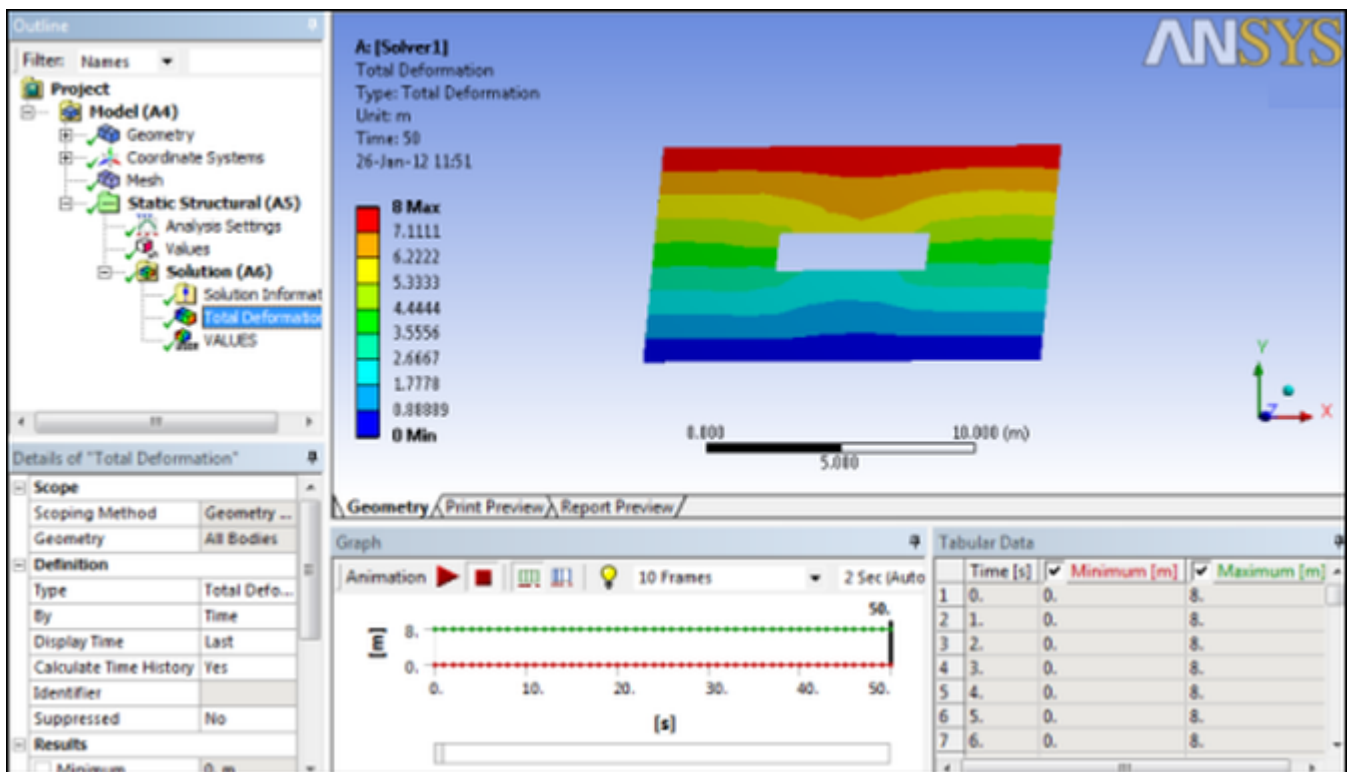 Outline
Filter: Names
Project
Model (A4)
Geometry
Coordinate Systems
Mesh
Static Structural (A5)
Analysis Settings
Values
Solution (A6)
Solution Informat
Total Deformation
VALUES
A: [Solver1]
Total Deformation
Type: Total Deformation
Unit: m
Time: 50
26-Jan-12 11:51
8 Max
7.1111
6.2222
5.3333
4.4444
3.5556
2.6667
1.7778
0.88889
0 Min
ANSYS
Y
Z X
0.000 10.000 (m)
5.000
Geometry Print Preview Report Preview
Details of "Total Deformation"
Scope
Scoping Method Geometry ...
Geometry All Bodies
Definition
Type Total Defo...
By Time
Display Time Last
Calculate Time History Yes
Identifier
Suppressed No
Results
Minimum 0. m
Graph
Animation 10 Frames 2 Sec (Auto
50.
[m]
8.
0.
0. 10. 20. 30. 40. 50.
[s]
Tabular Data
Time [s] Minimum [m] Maximum [m]
1 0. 0. 8.
2 1. 0. 8.
3 2. 0. 8.
4 3. 0. 8.
5 4. 0. 8.
6 5. 0. 8.
7 6. 0. 8.